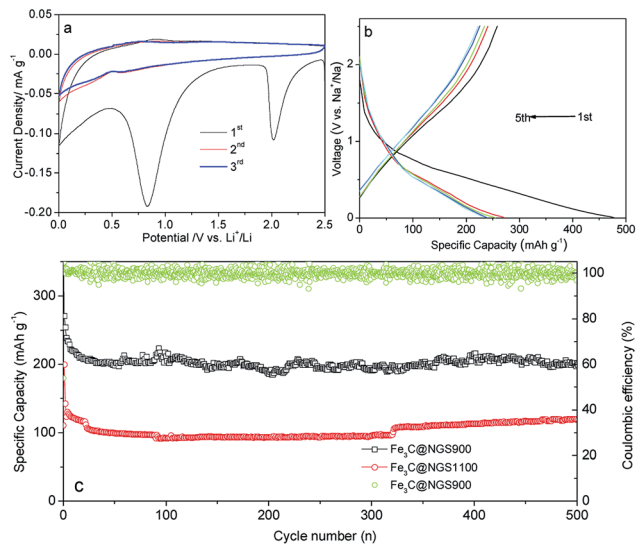 a
Current Density/ mA g⁻¹
0.05
0.00
-0.05
-0.10
-0.15
-0.20
1st
2nd
3rd
0.0 0.5 1.0 1.5 2.0 2.5
Potential /V vs. Li⁺/Li
b
Voltage (V vs. Na⁺/Na)
2
1
0
5th 1st
0 100 200 300 400 500
Specific Capacity (mAh g⁻¹)
Specific Capacity (mAh g⁻¹)
300
200
100
0
Coulombic efficiency (%)
100
80
60
40
20
0
Fe₃C@NGS900
Fe₃C@NGS1100
Fe₃C@NGS900
c
0 100 200 300 400 500
Cycle number (n)